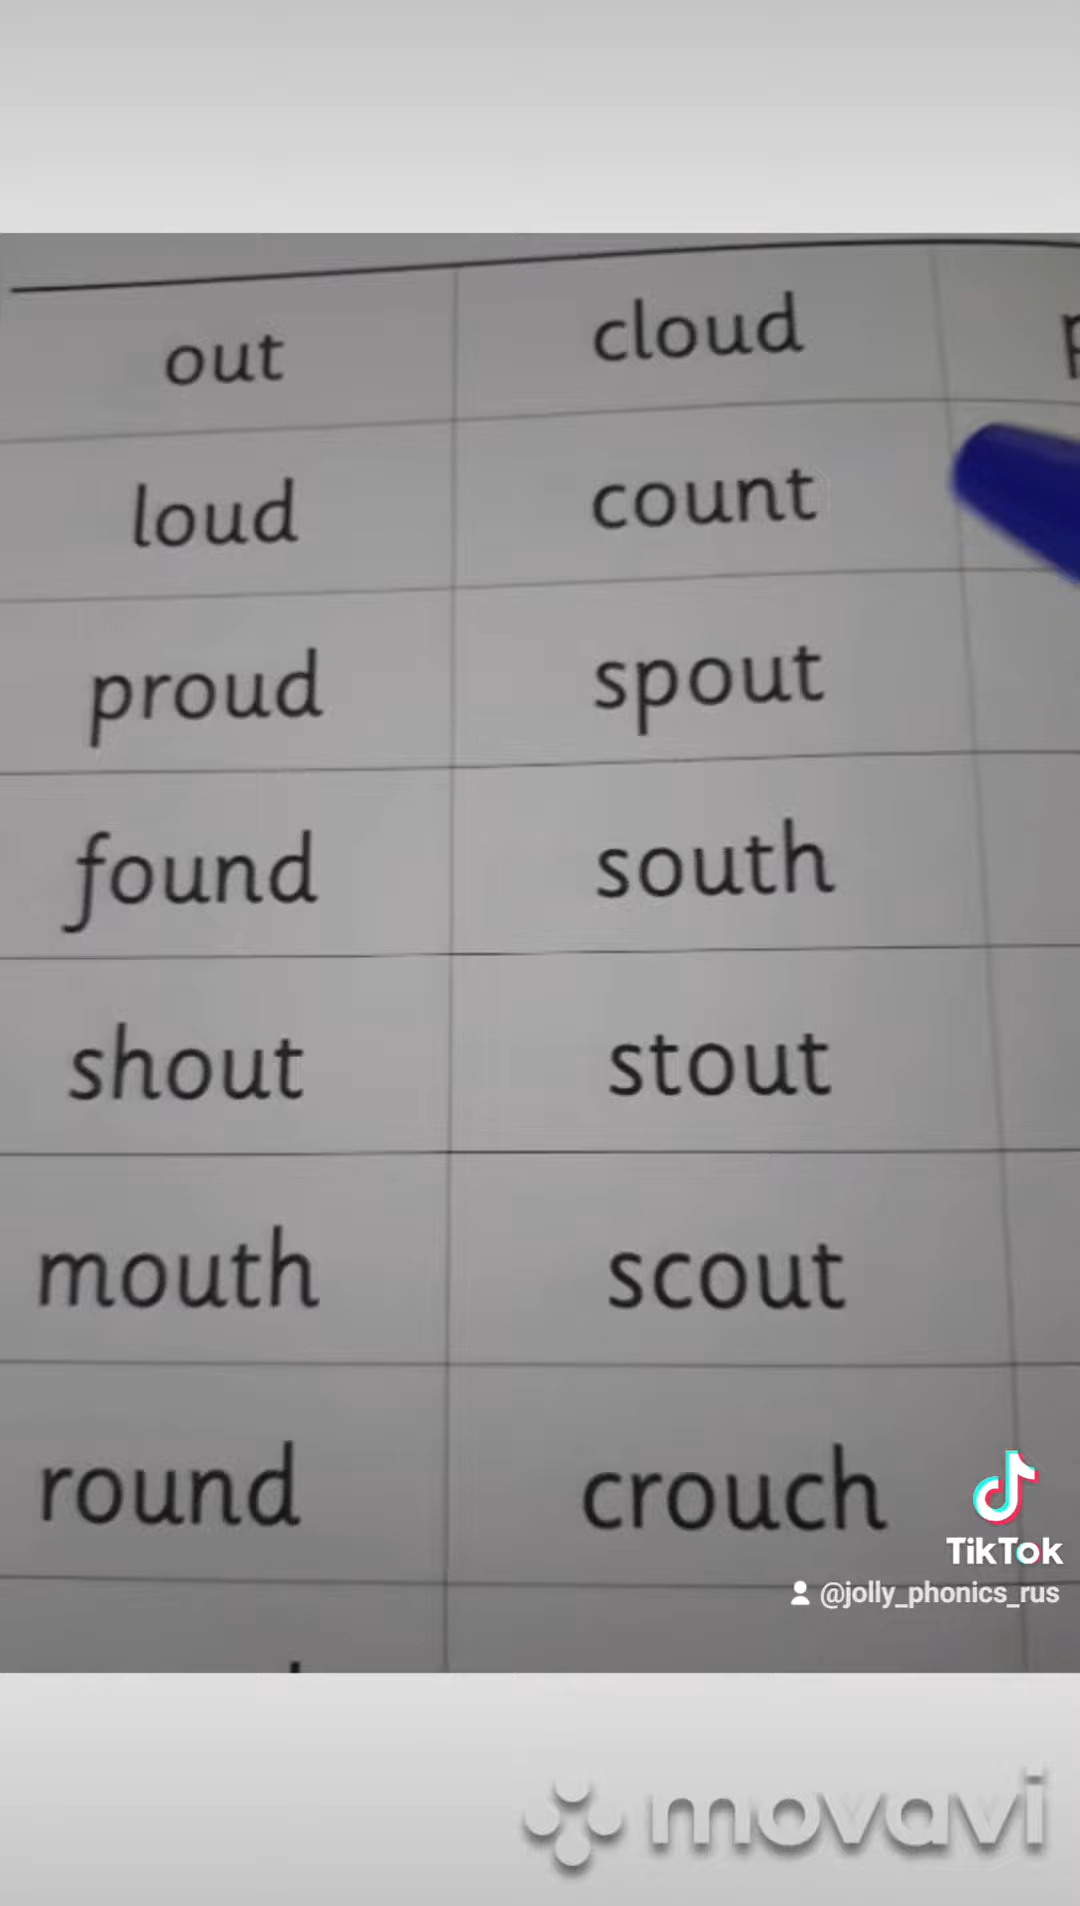 out cloud
loud count
proud spout
found south
shout stout
mouth scout
round crouch
TikTok
@jolly_phonics_rus
movavi